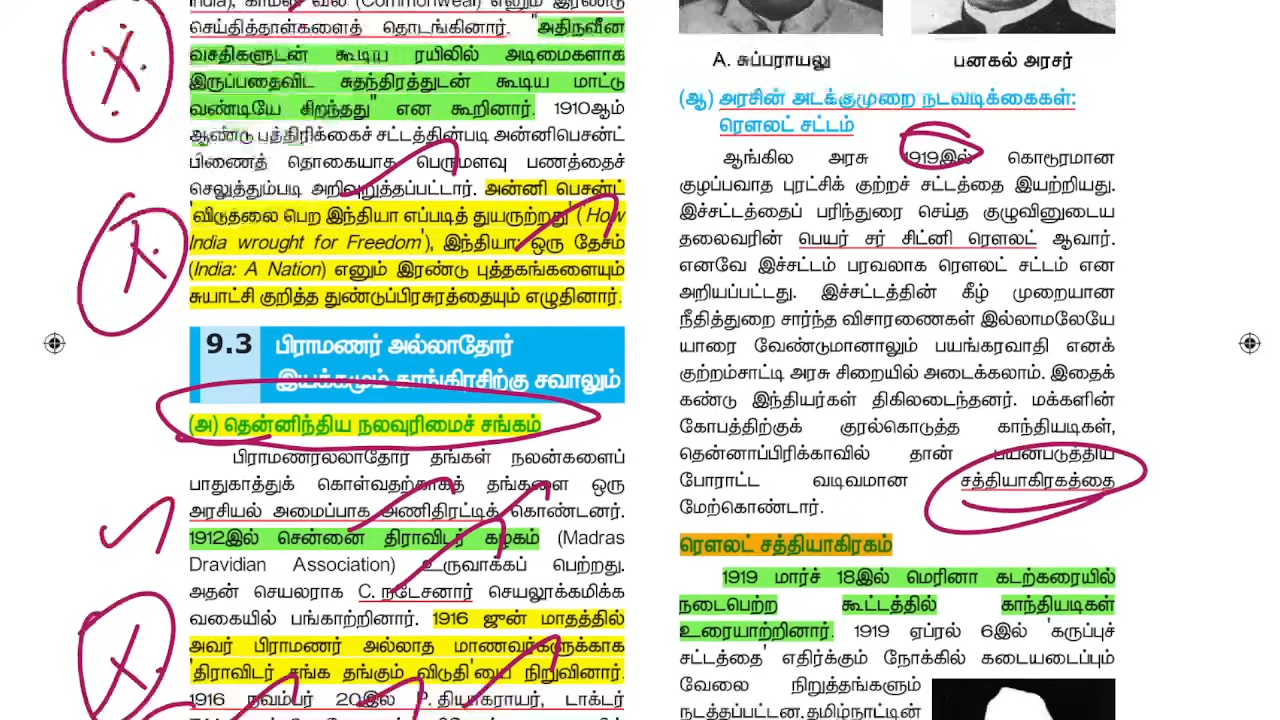 India), காமன் வீல் (Commonweal) எனும் இரண்டு
செய்தித்தாள்களைத் தொடங்கினார். "அதிநவீன
வசதிகளுடன் கூடிய ரயிலில் அடிமைகளாக
இருப்பதைவிட சுதந்திரத்துடன் கூடிய மாட்டு
வண்டியே சிறந்தது" என கூறினார். 1910ஆம்
ஆண்டு புத்திரிக்கைச் சட்டத்தின்படி அன்னிபெசன்ட்
பிணைத் தொகையாக பெருமளவு பணத்தைச்
செலுத்தும்படி அறிவுறுத்தப்பட்டார். அன்னி பெசன்ட்
'விடுதலை பெற இந்தியா எப்படித் துயருற்றது' ('How
India wrought for Freedom'), இந்தியா: ஒரு தேசம்
(India: A Nation) எனும் இரண்டு புத்தகங்களையும்
சுயாட்சி குறித்த துண்டுப்பிரசுரத்தையும் எழுதினார்.
9.3 பிராமணர் அல்லாதோர்
இயக்கமும் காங்கிரசிற்கு சவாலும்
(அ) தென்னிந்திய நலவுரிமைச் சங்கம்
பிராமணரல்லாதோர் தங்கள் நலன்களைப்
பாதுகாத்துக் கொள்வதற்காகத் தங்களை ஒரு
அரசியல் அமைப்பாக அணிதிரட்டிக் கொண்டனர்.
1912இல் சென்னை திராவிடர் கழகம் (Madras
Dravidian Association) உருவாக்கப் பெற்றது.
அதன் செயலராக C. நடேசனார் செயலூக்கமிக்க
வகையில் பங்காற்றினார். 1916 ஜுன் மாதத்தில்
அவர் பிராமணர் அல்லாத மாணவர்களுக்காக
'திராவிடர் சங்க தங்கும் விடுதி'யை நிறுவினார்.
1916 நவம்பர் 20இல் P. தியாகராயர், டாக்டர்
A. சுப்பராயலு
பனகல் அரசர்
(ஆ) அரசின் அடக்குமுறை நடவடிக்கைகள்:
ரௌலட் சட்டம்
ஆங்கில அரசு 1919இல் கொடூரமான
குழப்பவாத புரட்சிக் குற்றச் சட்டத்தை இயற்றியது.
இச்சட்டத்தைப் பரிந்துரை செய்த குழுவினுடைய
தலைவரின் பெயர் சர் சிட்னி ரௌலட் ஆவார்.
எனவே இச்சட்டம் பரவலாக ரௌலட் சட்டம் என
அறியப்பட்டது. இச்சட்டத்தின் கீழ் முறையான
நீதித்துறை சார்ந்த விசாரணைகள் இல்லாமலேயே
யாரை வேண்டுமானாலும் பயங்கரவாதி எனக்
குற்றம்சாட்டி அரசு சிறையில் அடைக்கலாம். இதைக்
கண்டு இந்தியர்கள் திகிலடைந்தனர். மக்களின்
கோபத்திற்குக் குரல்கொடுத்த காந்தியடிகள்,
தென்னாப்பிரிக்காவில் தான் பயன்படுத்திய
போராட்ட வடிவமான சத்தியாகிரகத்தை
மேற்கொண்டார்.
ரௌலட் சத்தியாகிரகம்
1919 மார்ச் 18இல் மெரினா கடற்கரையில்
நடைபெற்ற கூட்டத்தில் காந்தியடிகள்
உரையாற்றினார். 1919 ஏப்ரல் 6இல் 'கருப்புச்
சட்டத்தை' எதிர்க்கும் நோக்கில் கடையடைப்பும்
வேலை நிறுத்தங்களும்
நடத்தப்பட்டன. தமிழ்நாட்டின்